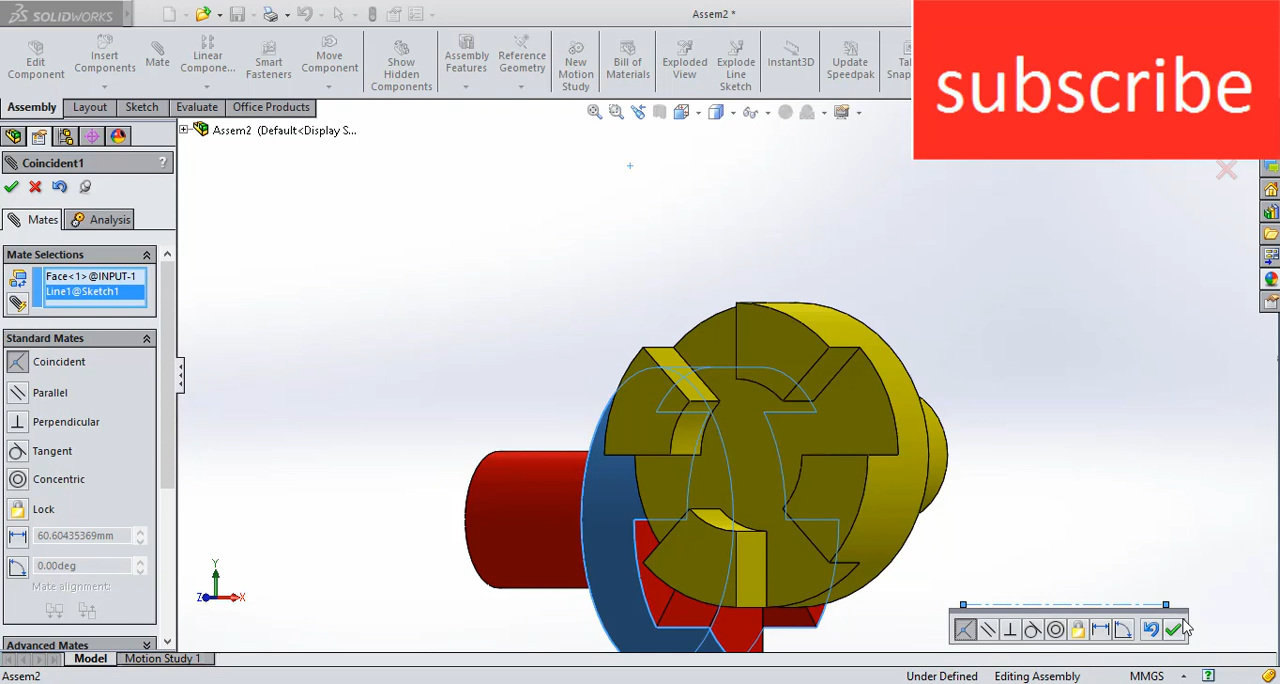 SOLIDWORKS
Assem2 *
subscribe
Edit Component
Insert Components
Mate
Linear Compone...
Smart Fasteners
Move Component
Show Hidden Components
Assembly Features
Reference Geometry
New Motion Study
Bill of Materials
Exploded View
Explode Line Sketch
Instant3D
Update Speedpak
Ta
Snap
Assembly
Layout
Sketch
Evaluate
Office Products
Assem2 (Default<Display S...
Coincident1
?
Mates
Analysis
Mate Selections
Face<1>@INPUT-1
Line1@Sketch1
Standard Mates
Coincident
Parallel
Perpendicular
Tangent
Concentric
Lock
60.60435369mm
0.00deg
Mate alignment:
Advanced Mates
Y
Z
X
Model
Motion Study 1
Assem2
Under Defined
Editing Assembly
MMGS
?